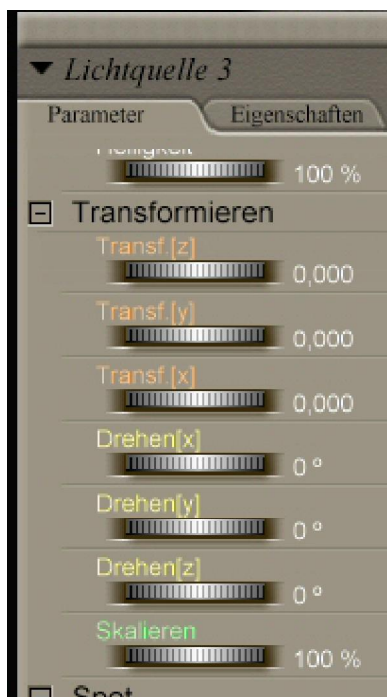 Lichtquelle 3
Parameter Eigenschaften
Helligkeit
100 %
Transformieren
Transf.[z]
0,000
Transf.[y]
0,000
Transf.[x]
0,000
Drehen[x]
0 º
Drehen[y]
0 º
Drehen[z]
0 º
Skalieren
100 %
Spot